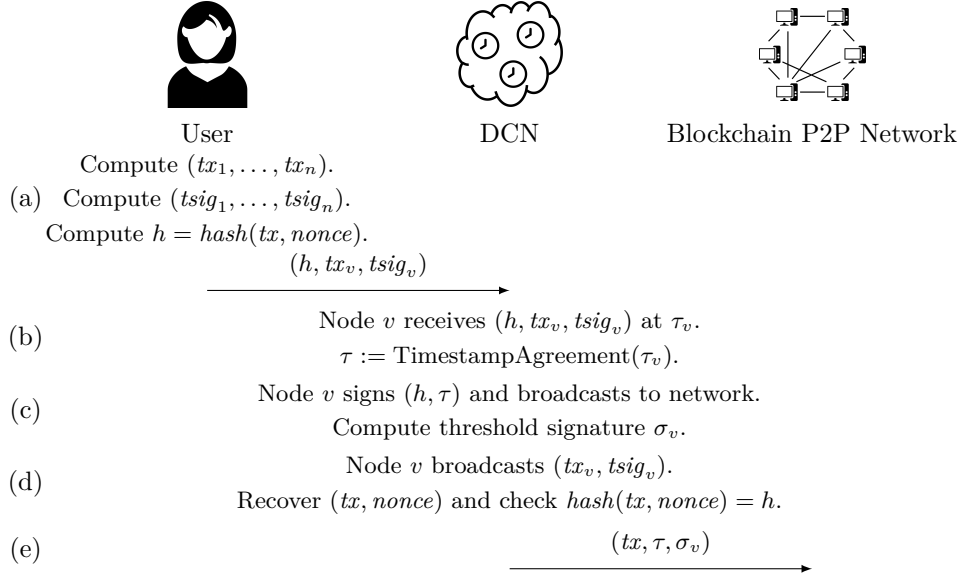 User DCN Blockchain P2P Network
Compute (tx₁, . . . , txₙ).
(a) Compute (tsig₁, . . . , tsigₙ).
Compute h = hash(tx, nonce).
(h, txᵥ, tsigᵥ)
(b) Node v receives (h, txᵥ, tsigᵥ) at τᵥ.
τ := TimestampAgreement(τᵥ).
(c) Node v signs (h, τ) and broadcasts to network.
Compute threshold signature σᵥ.
(d) Node v broadcasts (txᵥ, tsigᵥ).
Recover (tx, nonce) and check hash(tx, nonce) = h.
(e) (tx, τ, σᵥ)